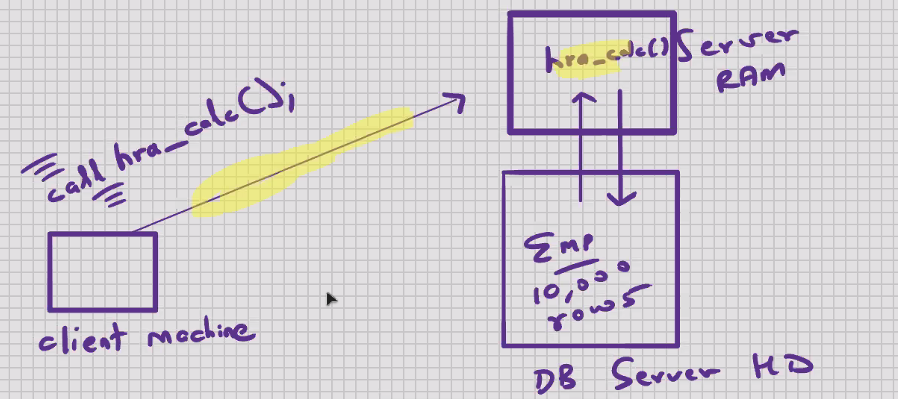 call hra_calc();
client machine
hra_calc()
Server
RAM
Emp
10,000
rows
DB Server HD